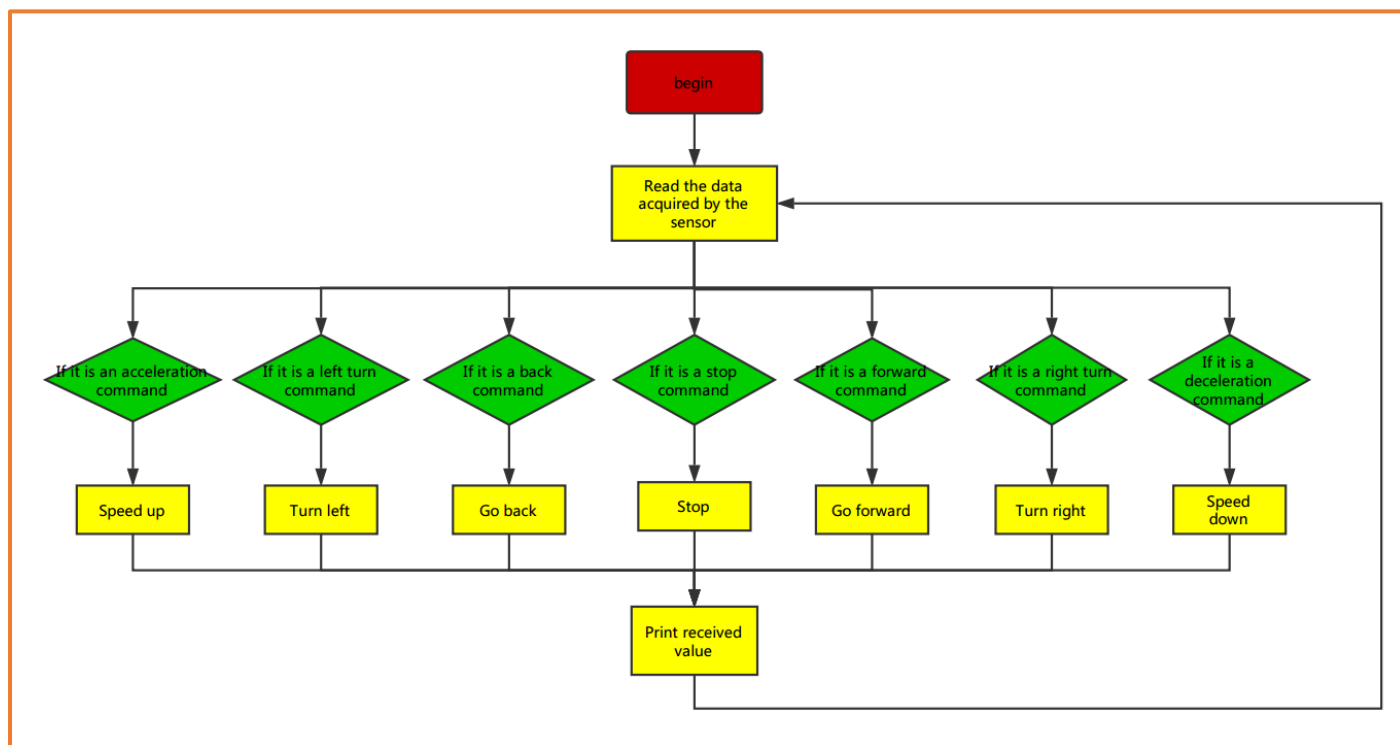 begin
Read the data
acquired by the
sensor
If it is an acceleration
command
If it is a left turn
command
If it is a back
command
If it is a stop
command
If it is a forward
command
If it is a right turn
command
If it is a
deceleration
command
Speed up
Turn left
Go back
Stop
Go forward
Turn right
Speed
down
Print received
value